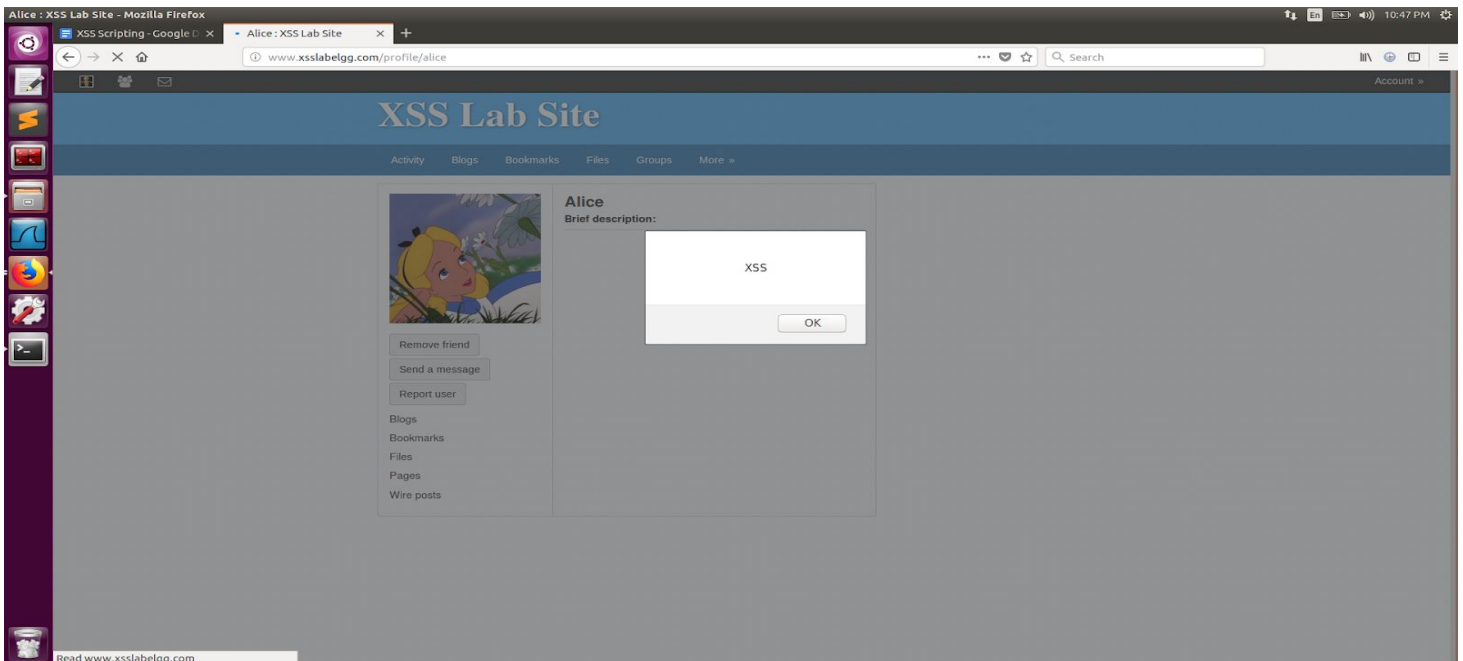 Alice : XSS Lab Site - Mozilla Firefox
En
10:47 PM
XSS Scripting - Google D
Alice : XSS Lab Site
www.xsslabelgg.com/profile/alice
Search
Account »
XSS Lab Site
Activity Blogs Bookmarks Files Groups More »
Alice
Brief description:
XSS
OK
Remove friend
Send a message
Report user
Blogs
Bookmarks
Files
Pages
Wire posts
Read www.xsslabelgg.com